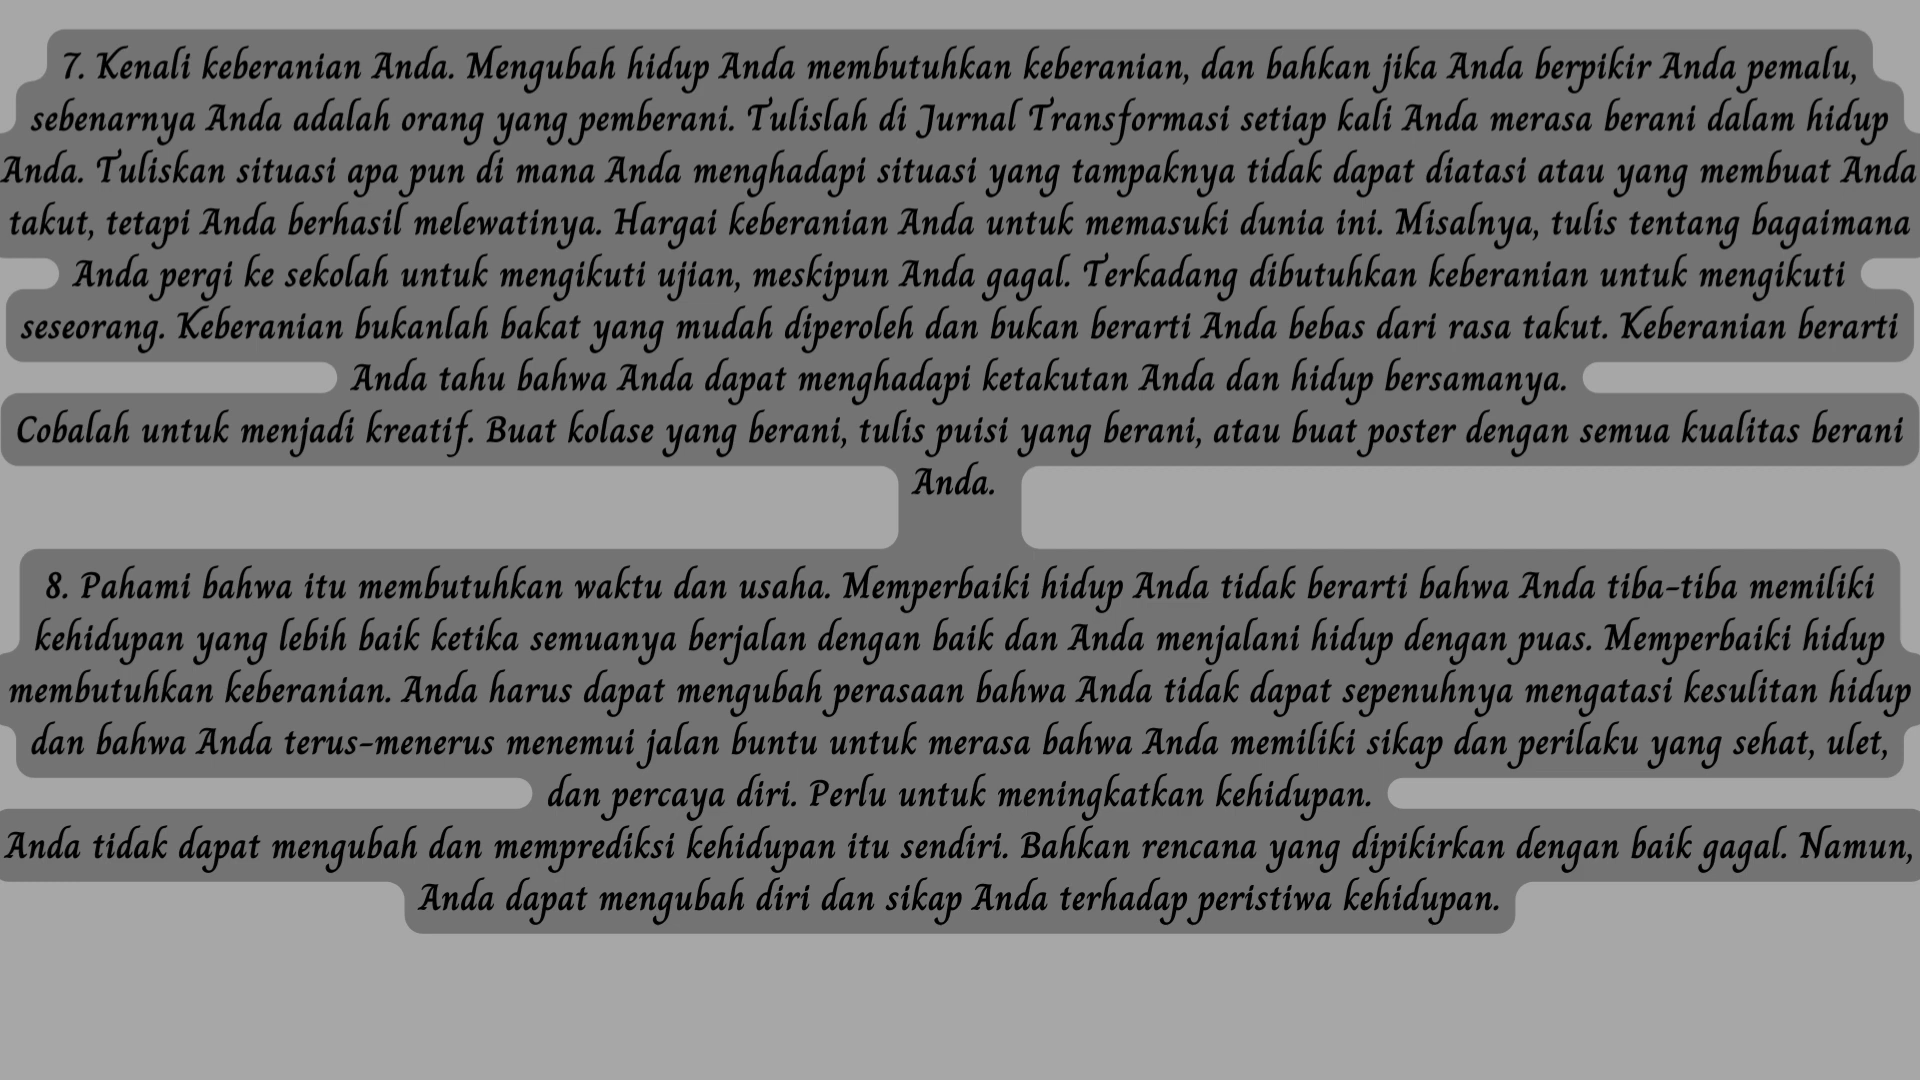 7. Kenali keberanian Anda. Mengubah hidup Anda membutuhkan keberanian, dan bahkan jika Anda berpikir Anda pemalu,
sebenarnya Anda adalah orang yang pemberani. Tulislah di Jurnal Transformasi setiap kali Anda merasa berani dalam hidup
Anda. Tuliskan situasi apa pun di mana Anda menghadapi situasi yang tampaknya tidak dapat diatasi atau yang membuat Anda
takut, tetapi Anda berhasil melewatinya. Hargai keberanian Anda untuk memasuki dunia ini. Misalnya, tulis tentang bagaimana
Anda pergi ke sekolah untuk mengikuti ujian, meskipun Anda gagal. Terkadang dibutuhkan keberanian untuk mengikuti
seseorang. Keberanian bukanlah bakat yang mudah diperoleh dan bukan berarti Anda bebas dari rasa takut. Keberanian berarti
Anda tahu bahwa Anda dapat menghadapi ketakutan Anda dan hidup bersamanya.
Cobalah untuk menjadi kreatif. Buat kolase yang berani, tulis puisi yang berani, atau buat poster dengan semua kualitas berani
Anda.
8. Pahami bahwa itu membutuhkan waktu dan usaha. Memperbaiki hidup Anda tidak berarti bahwa Anda tiba-tiba memiliki
kehidupan yang lebih baik ketika semuanya berjalan dengan baik dan Anda menjalani hidup dengan puas. Memperbaiki hidup
membutuhkan keberanian. Anda harus dapat mengubah perasaan bahwa Anda tidak dapat sepenuhnya mengatasi kesulitan hidup
dan bahwa Anda terus-menerus menemui jalan buntu untuk merasa bahwa Anda memiliki sikap dan perilaku yang sehat, ulet,
dan percaya diri. Perlu untuk meningkatkan kehidupan.
Anda tidak dapat mengubah dan memprediksi kehidupan itu sendiri. Bahkan rencana yang dipikirkan dengan baik gagal. Namun,
Anda dapat mengubah diri dan sikap Anda terhadap peristiwa kehidupan.